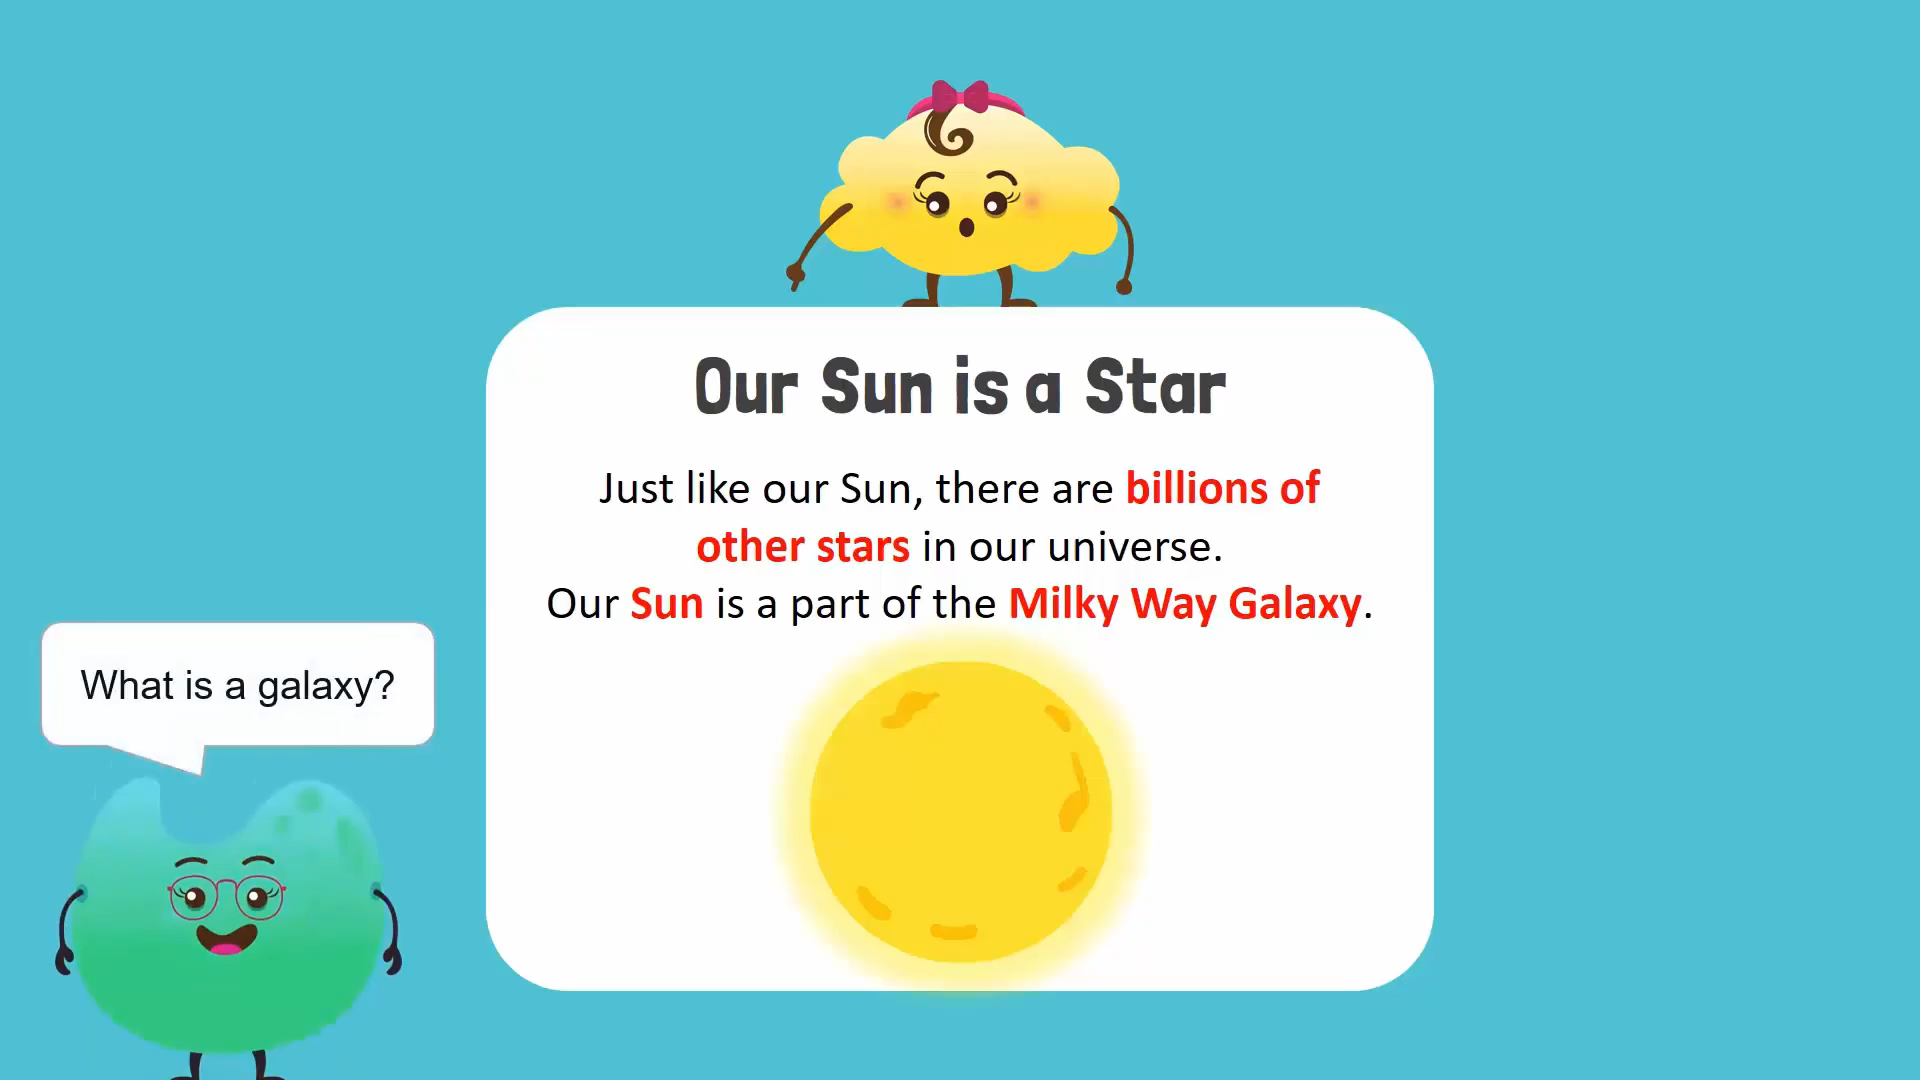 Our Sun is a Star
Just like our Sun, there are billions of
other stars in our universe.
Our Sun is a part of the Milky Way Galaxy.
What is a galaxy?